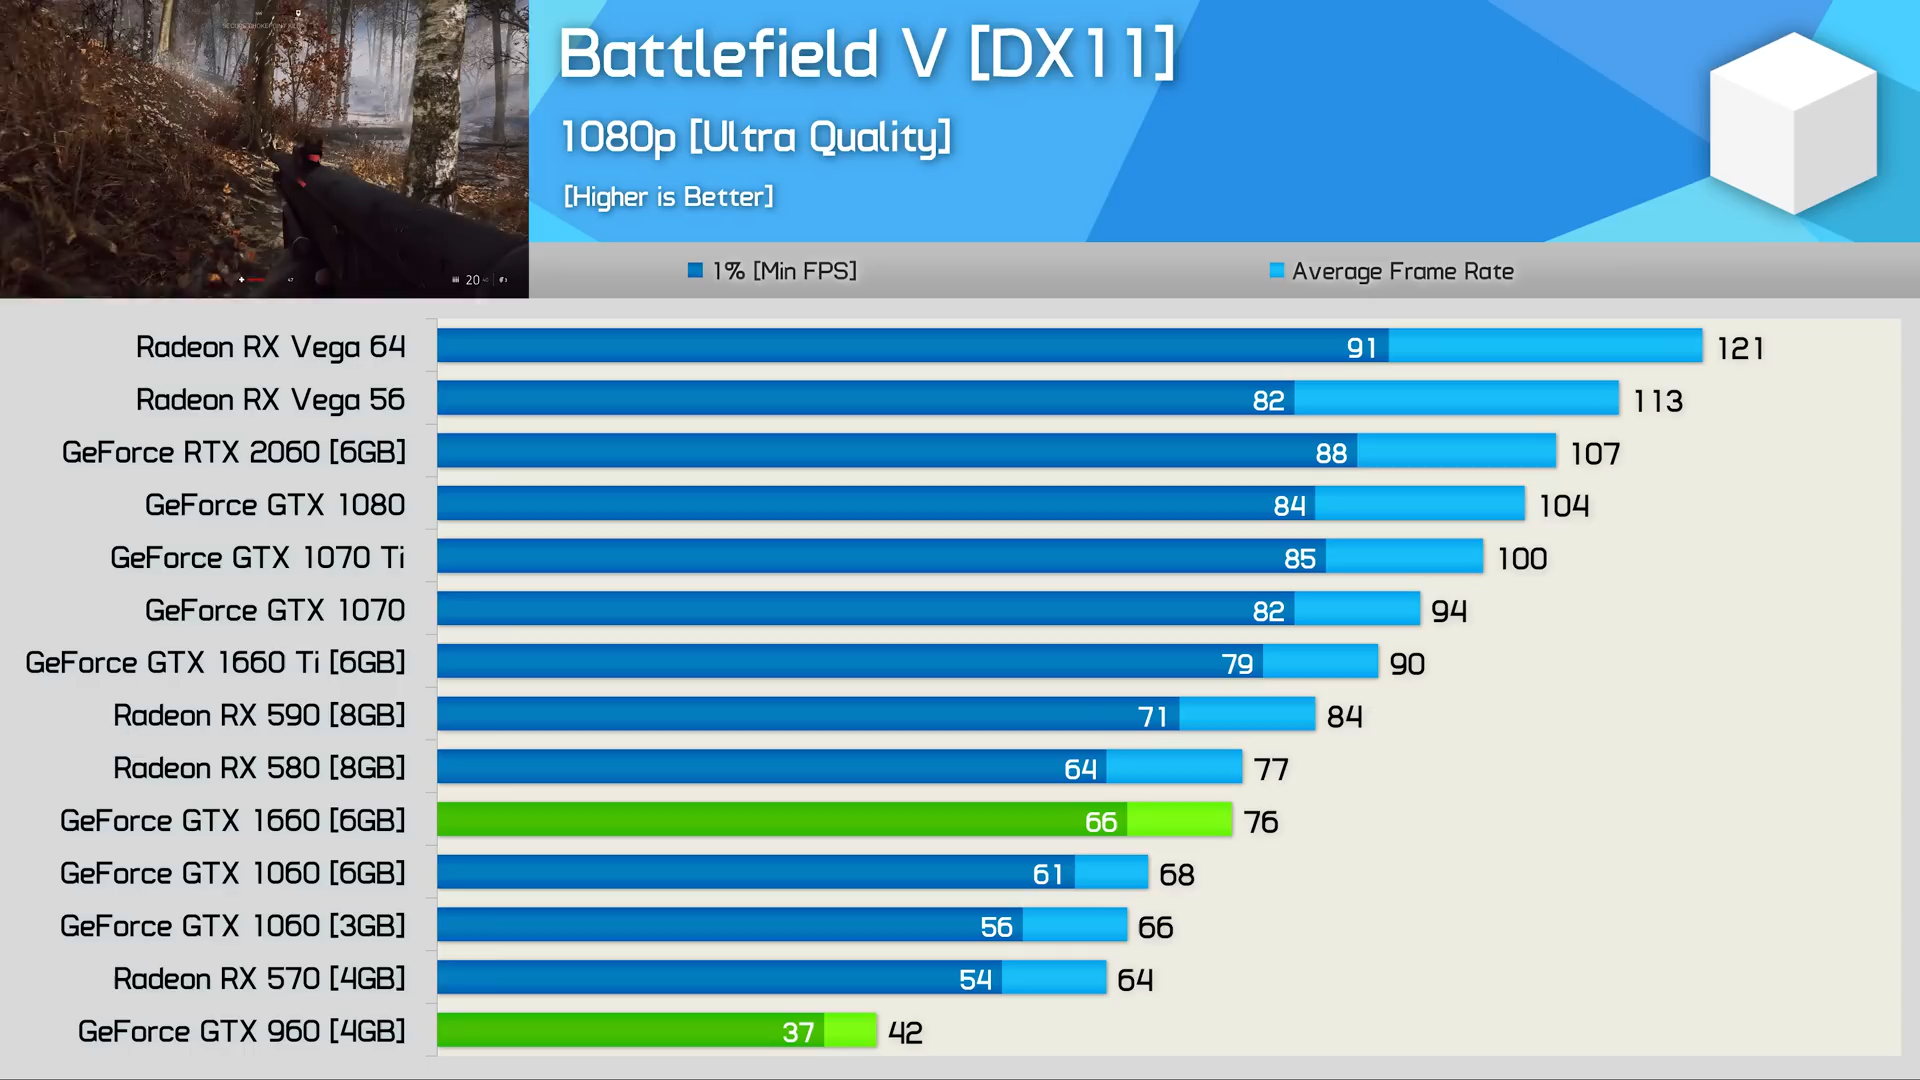 Battlefield V [DX11]
1080p [Ultra Quality]
[Higher is Better]
1% [Min FPS]
Average Frame Rate
20
Radeon RX Vega 64 91 121
Radeon RX Vega 56 82 113
GeForce RTX 2060 [6GB] 88 107
GeForce GTX 1080 84 104
GeForce GTX 1070 Ti 85 100
GeForce GTX 1070 82 94
GeForce GTX 1660 Ti [6GB] 79 90
Radeon RX 590 [8GB] 71 84
Radeon RX 580 [8GB] 64 77
GeForce GTX 1660 [6GB] 66 76
GeForce GTX 1060 [6GB] 61 68
GeForce GTX 1060 [3GB] 56 66
Radeon RX 570 [4GB] 54 64
GeForce GTX 960 [4GB] 37 42